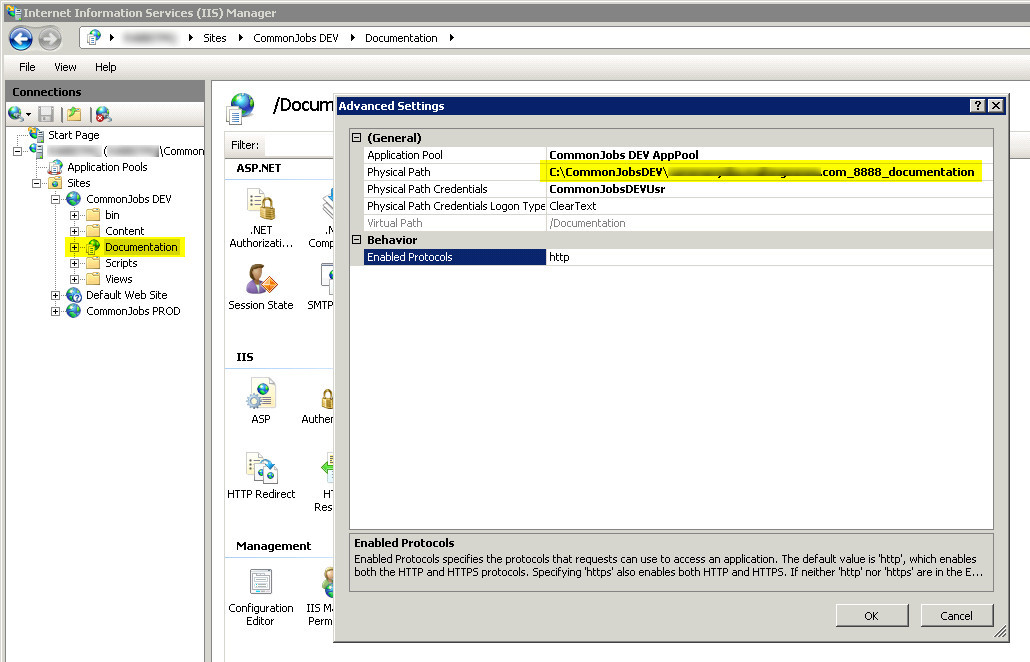 Internet Information Services (IIS) Manager
Sites
CommonJobs DEV
Documentation
File View Help
Connections
Start Page
( \Common
Application Pools
Sites
CommonJobs DEV
bin
Content
Documentation
Scripts
Views
Default Web Site
CommonJobs PROD
/Docum
Filter:
ASP.NET
.NET
Authorizati...
.N
Comp
Session State
SMTP
IIS
ASP
Authen
HTTP Redirect
HT
Res
Management
Configuration
Editor
IIS Ma
Perm
Advanced Settings
(General)
Application Pool CommonJobs DEV AppPool
Physical Path C:\CommonJobsDEV\ .com_8888_documentation
Physical Path Credentials CommonJobsDEVUsr
Physical Path Credentials Logon Type ClearText
Virtual Path /Documentation
Behavior
Enabled Protocols http
Enabled Protocols
Enabled Protocols specifies the protocols that requests can use to access an application. The default value is 'http', which enables
both the HTTP and HTTPS protocols. Specifying 'https' also enables both HTTP and HTTPS. If neither 'http' nor 'https' are in the E...
OK Cancel